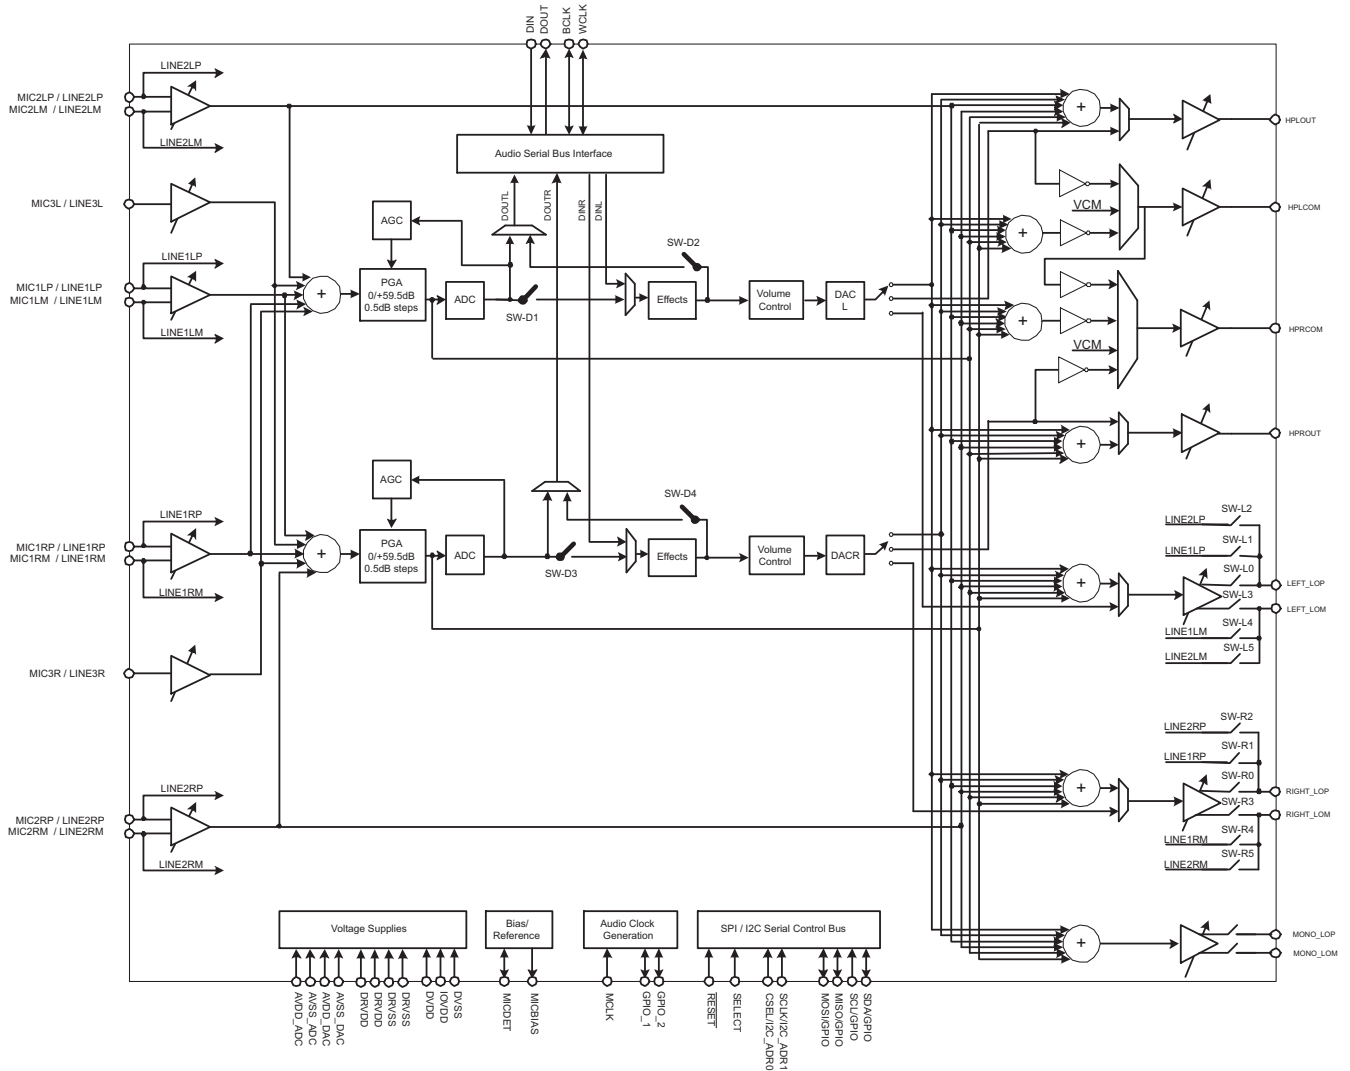 DIN
DOUT
BCLK
WCLK
LINE2LP
MIC2LP / LINE2LP
MIC2LM / LINE2LM
LINE2LM
Audio Serial Bus Interface
+
HPLOUT
MIC3L / LINE3L
AGC
DOUTL
DOUTR
DINR
DINL
SW-D2
VCM
+
HPLCOM
LINE1LP
MIC1LP / LINE1LP
MIC1LM / LINE1LM
LINE1LM
+
PGA
0/+59.5dB
0.5dB steps
ADC
SW-D1
Effects
Volume
Control
DAC
L
+
VCM
HPRCOM
+
HPROUT
AGC
SW-D4
LINE1RP
MIC1RP / LINE1RP
MIC1RM / LINE1RM
LINE1RM
+
PGA
0/+59.5dB
0.5dB steps
ADC
SW-D3
Effects
Volume
Control
DACR
+
SW-L2
LINE2LP
SW-L1
LINE1LP
SW-L0
LEFT_LOP
SW-L3
LEFT_LOM
SW-L4
LINE1LM
SW-L5
LINE2LM
MIC3R / LINE3R
SW-R2
LINE2RP
SW-R1
LINE1RP
SW-R0
RIGHT_LOP
SW-R3
RIGHT_LOM
SW-R4
LINE1RM
SW-R5
LINE2RM
+
LINE2RP
MIC2RP / LINE2RP
MIC2RM / LINE2RM
LINE2RM
Voltage Supplies
Bias/
Reference
Audio Clock
Generation
SPI / I2C Serial Control Bus
+
MONO_LOP
MONO_LOM
AVDD_ADC
AVSS_ADC
AVDD_DAC
AVSS_DAC
DRVDD
DRVDD
DRVSS
DRVSS
DVDD
IOVDD
DVSS
MICDET
MICBIAS
MCLK
GPIO_1
GPIO_2
RESET
SELECT
CSEL/I2C_ADR0
SCLK/I2C_ADR1
MOSI/GPIO
MISO/GPIO
SCL/GPIO
SDA/GPIO